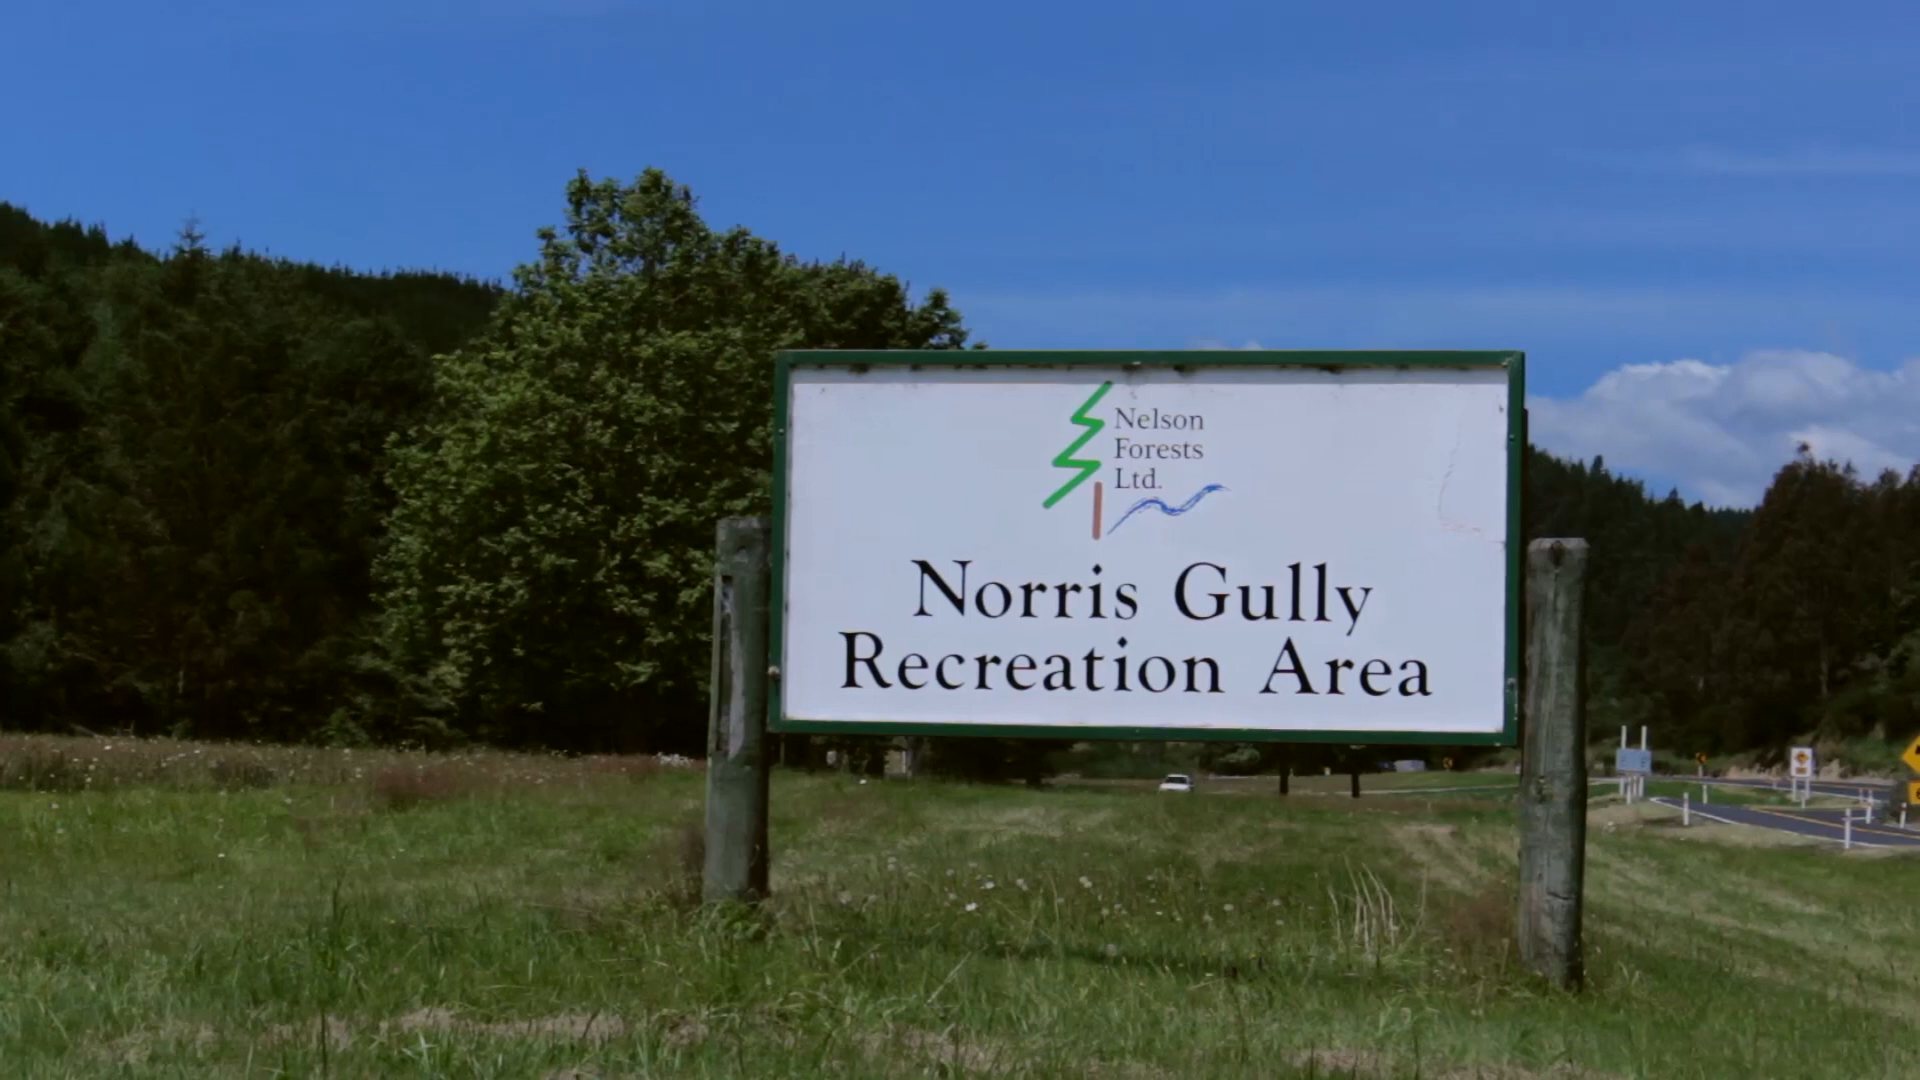 Nelson
Forests
Ltd.
Norris Gully
Recreation Area